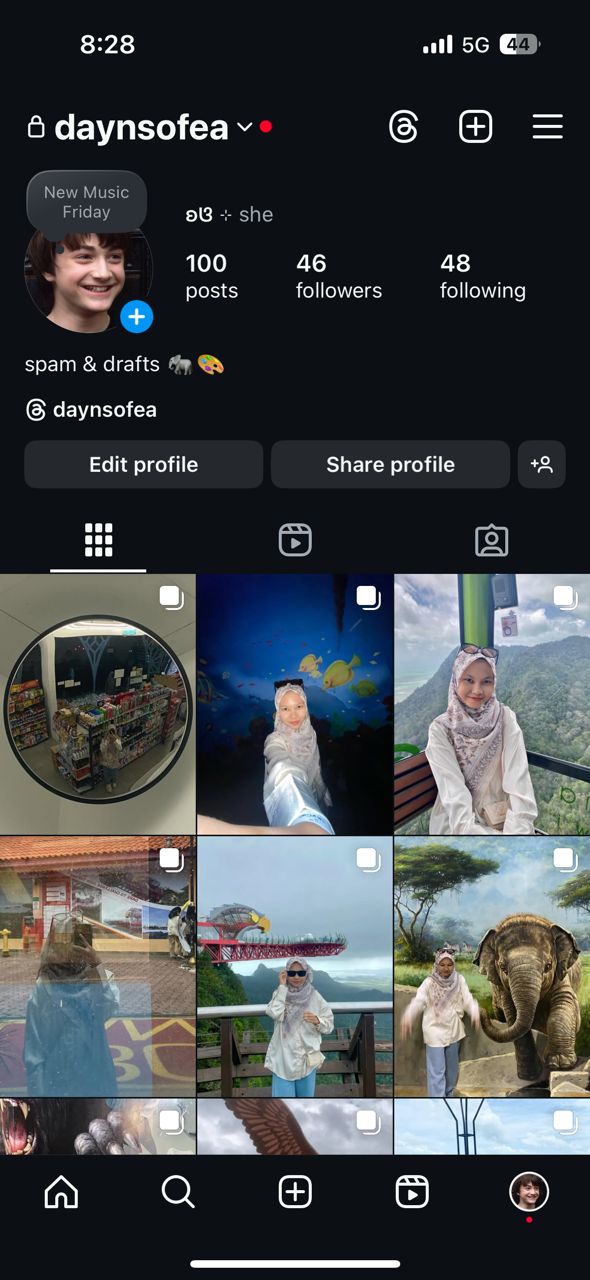 8:28
5G
44
daynsofea
New Music
Friday
ʚଓ ⊹ she
100
posts
46
followers
48
following
spam & drafts 🐘🎨
daynsofea
Edit profile
Share profile